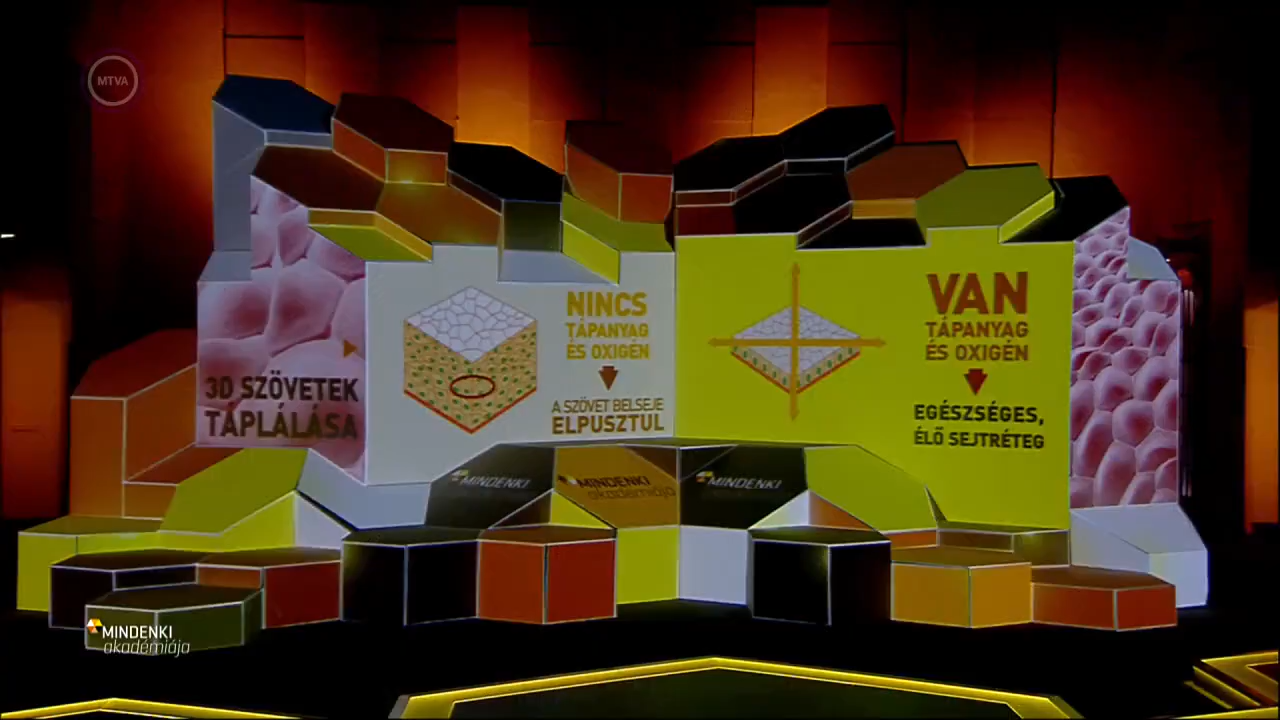 MTVA
3D SZÖVETEK
TÁPLÁLÁSA
NINCS
TÁPANYAG
ÉS OXIGÉN
A SZÖVET BELSEJE
ELPUSZTUL
VAN
TÁPANYAG
ÉS OXIGÉN
EGÉSZSÉGES,
ÉLŐ SEJTRÉTEG
MINDENKI
MINDENKI
akadémiája
MINDENKI
MINDENKI
akadémiája